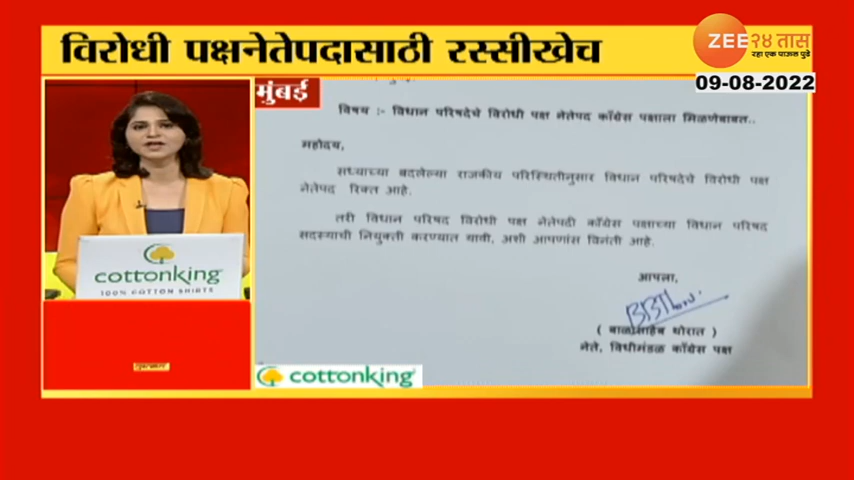 विरोधी पक्षनेतेपदासाठी रस्सीखेच
ZEE २४ तास
रहा एक पाऊल पुढे
09-08-2022
मुंबई
विषय :- विधान परिषदेचे विरोधी पक्ष नेतेपद काँग्रेस पक्षाला मिळणेबाबत..
महोदय,
सध्याच्या बदलेल्या राजकीय परिस्थितीनुसार विधान परिषदेचे विरोधी पक्ष
नेतेपद रिक्त आहे.
तरी विधान परिषद विरोधी पक्ष नेतेपदी काँग्रेस पक्षाच्या विधान परिषद
सदस्याची नियुक्ती करण्यात यावी, अशी आपणांस विनंती आहे.
आपला,
( बाळासाहेब थोरात )
नेते, विधीमंडळ काँग्रेस पक्ष
cottonking
100% COTTON SHIRTS
cottonking